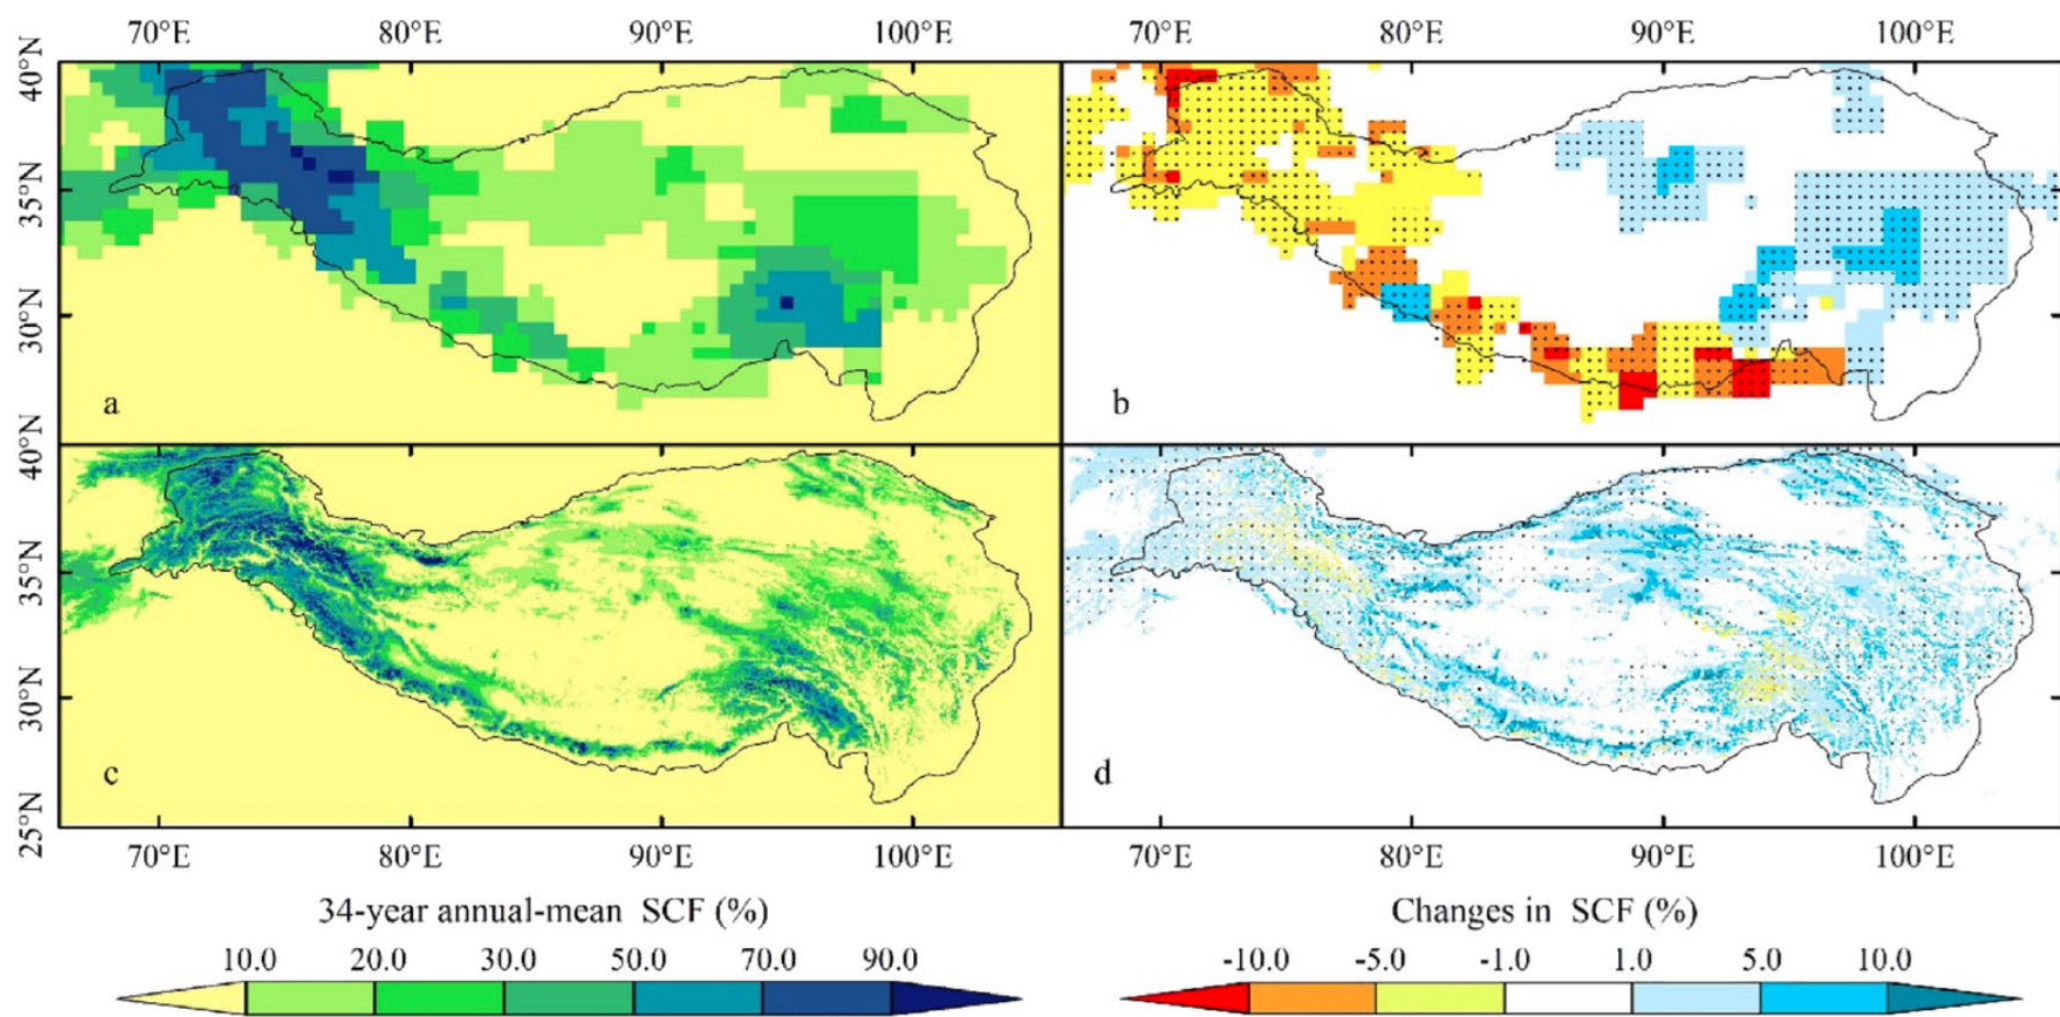 70°E 80°E 90°E 100°E 70°E 80°E 90°E 100°E
40°N
35°N
30°N
a b
40°N
35°N
30°N
25°N
c d
70°E 80°E 90°E 100°E 70°E 80°E 90°E 100°E
34-year annual-mean SCF (%) Changes in SCF (%)
10.0 20.0 30.0 50.0 70.0 90.0 -10.0 -5.0 -1.0 1.0 5.0 10.0